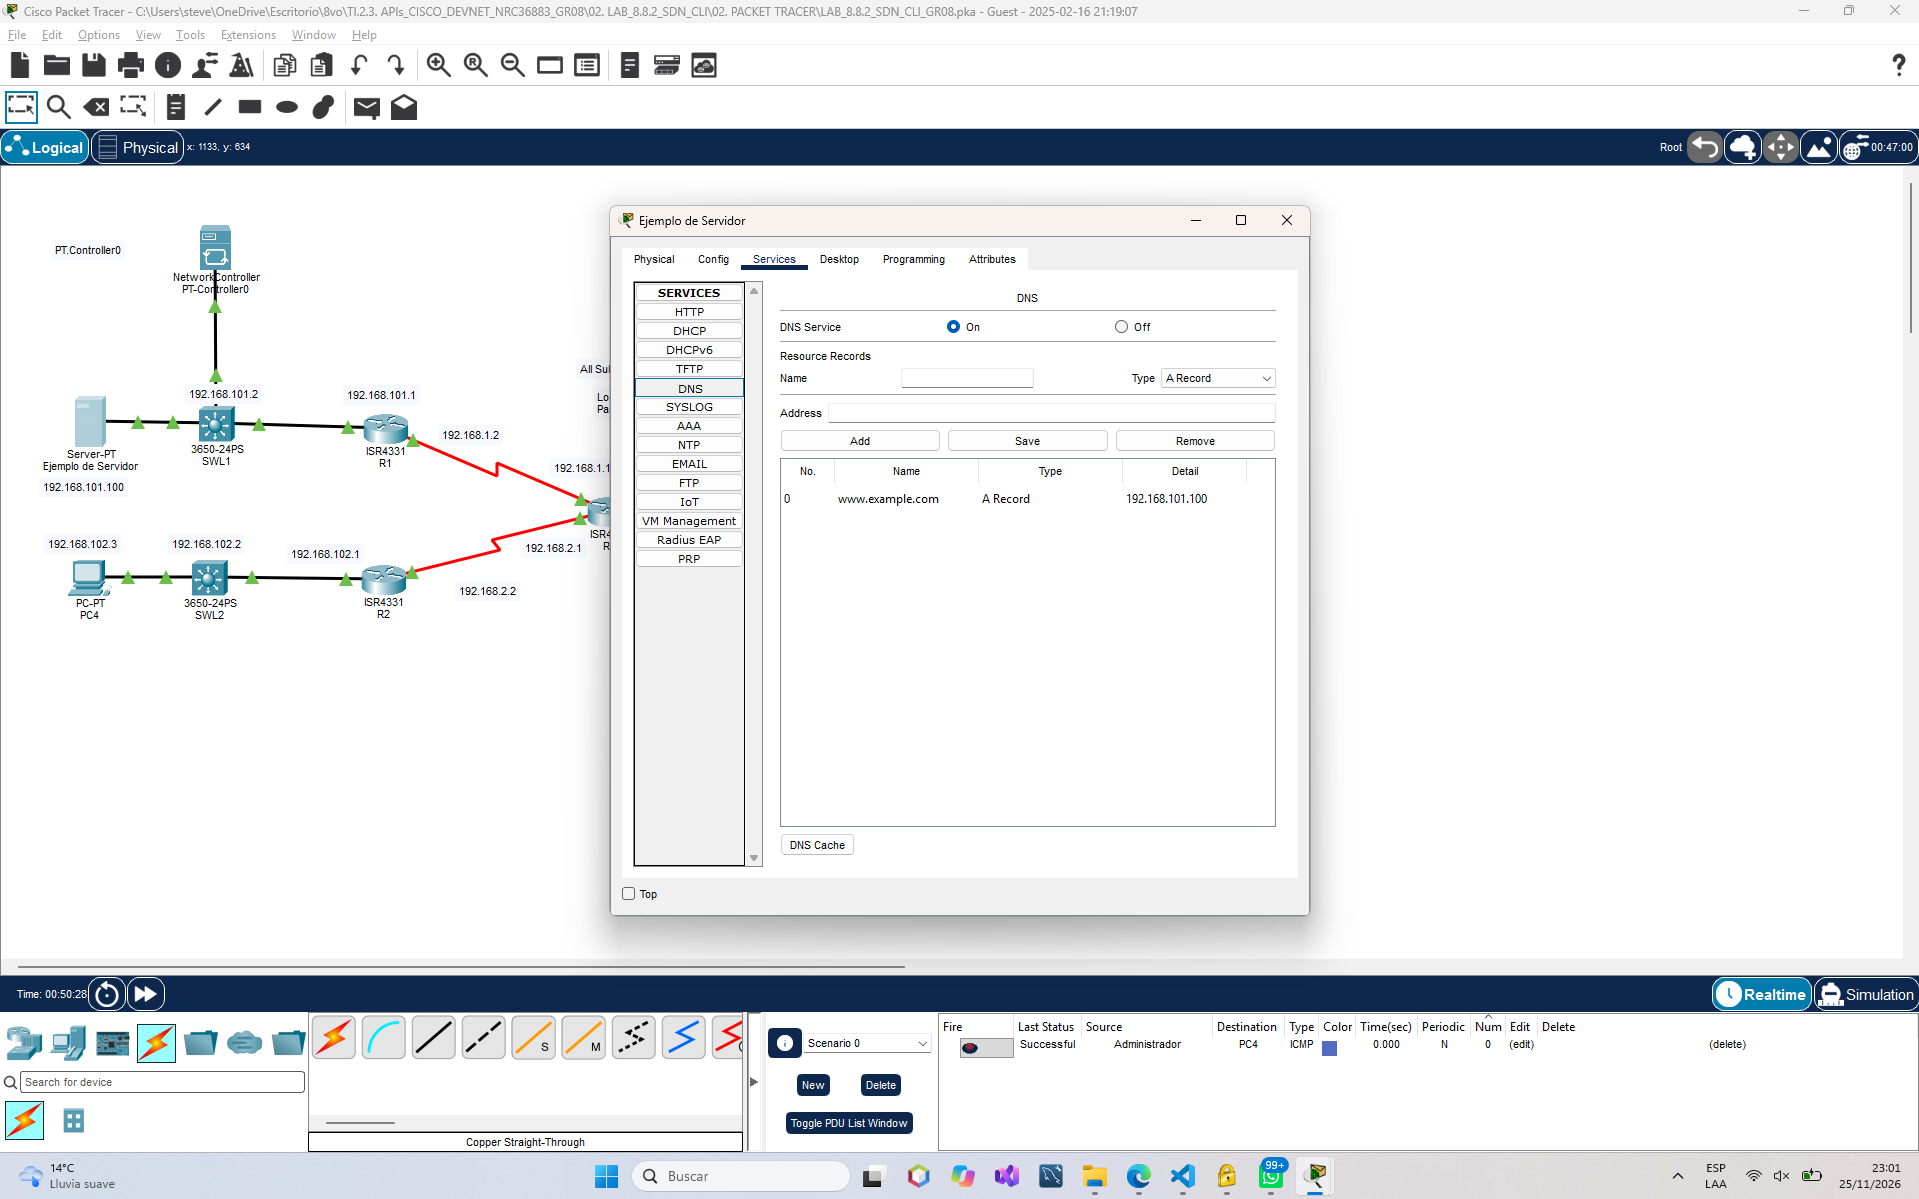 Cisco Packet Tracer - C:\Users\steve\OneDrive\Escritorio\8vo\TI.2.3. APIs_CISCO_DEVNET_NRC36883_GR08\02. LAB_8.8.2_SDN_CLI\02. PACKET TRACER\LAB_8.8.2_SDN_CLI_GR08.pka - Guest - 2025-02-16 21:19:07
File Edit Options View Tools Extensions Window Help
Logical Physical x: 1133, y: 634 Root 00:47:00
PT.Controller0
NetworkController
PT-Controller0
192.168.101.2
192.168.101.1
192.168.1.2
192.168.1.1
Server-PT
Ejemplo de Servidor
192.168.101.100
3650-24PS
SWL1
ISR4331
R1
192.168.102.3
192.168.102.2
192.168.102.1
192.168.2.1
192.168.2.2
PC-PT
PC4
3650-24PS
SWL2
ISR4331
R2
All Su
Lo
Pa
ISR4
R
Ejemplo de Servidor
Physical Config Services Desktop Programming Attributes
SERVICES
HTTP
DHCP
DHCPv6
TFTP
DNS
SYSLOG
AAA
NTP
EMAIL
FTP
IoT
VM Management
Radius EAP
PRP
DNS
DNS Service On Off
Resource Records
Name Type A Record
Address
Add Save Remove
No. Name Type Detail
0 www.example.com A Record 192.168.101.100
DNS Cache
Top
Time: 00:50:28 Realtime Simulation
Search for device
S M
Copper Straight-Through
Scenario 0
New Delete
Toggle PDU List Window
Fire Last Status Source Destination Type Color Time(sec) Periodic Num Edit Delete
Successful Administrador PC4 ICMP 0.000 N 0 (edit) (delete)
14°C
Lluvia suave
Buscar
99+
ESP
LAA
23:01
25/11/2026